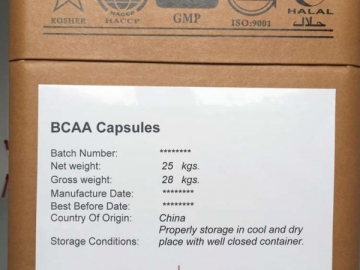 KOSHER
HACCP
HACCP
GMP
ISO:9001
HALAL
حلال
BCAA Capsules
Batch Number: ********
Net weight: 25 kgs.
Gross weight: 28 kgs.
Manufacture Date: ********
Best Before Date: ********
Country Of Origin: China
Storage Conditions: Properly storage in cool and dry
place with well closed container.